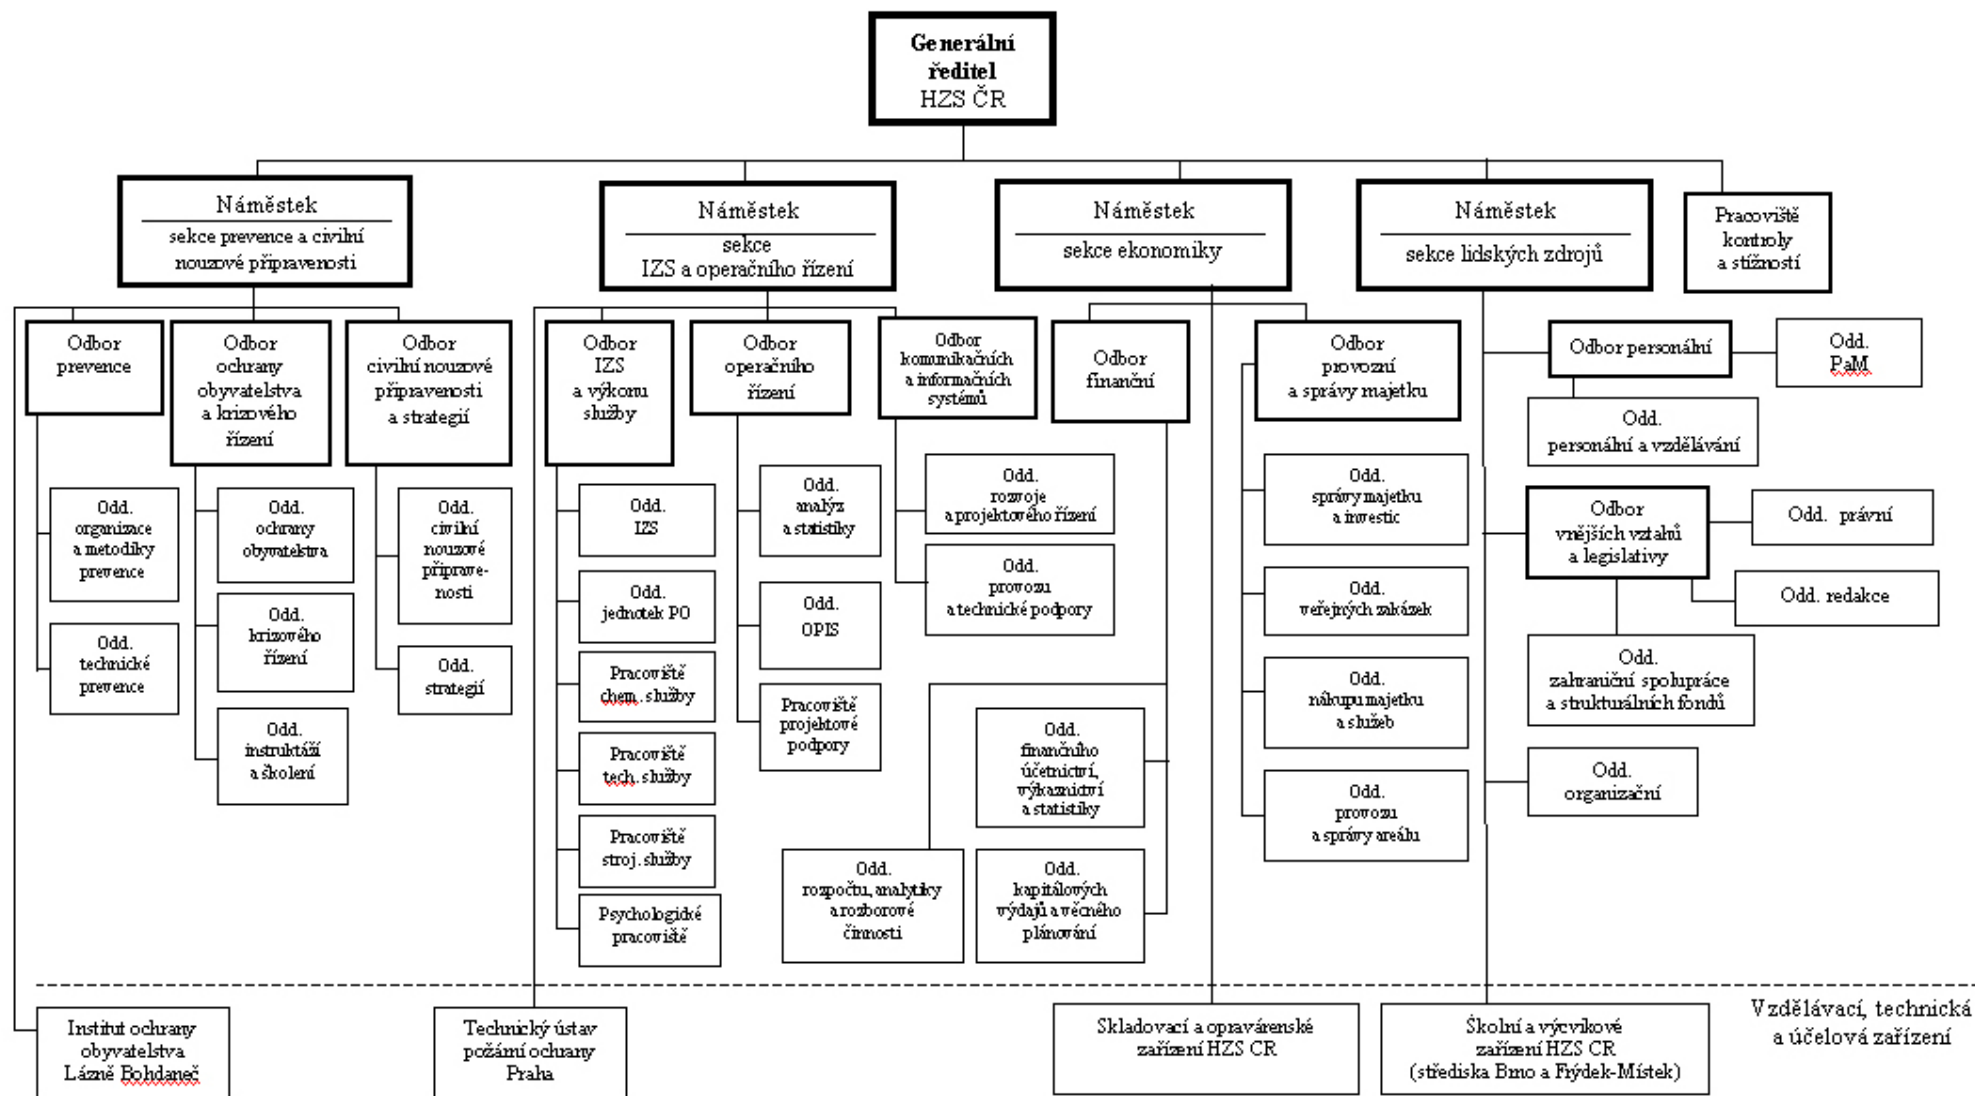 Generální
ředitel
HZS ČR
Náměstek
sekce prevence a civilní
nouzové připravenosti
Náměstek
sekce
IZS a operačního řízení
Náměstek
sekce ekonomiky
Náměstek
sekce lidských zdrojů
Pracoviště
kontroly
a stížností
Odbor
prevence
Odbor
ochrany
obyvatelstva
a krizového
řízení
Odbor
civilní nouzové
připravenosti
a strategií
Odbor
IZS
a výkonu
služby
Odbor
operačního
řízení
Odbor
komunikačních
a informačních
systémů
Odbor
finanční
Odbor
provozní
a správy majetku
Odbor personální
Odd.
PaM
Odd.
personální a vzdělávání
Odd.
organizace
a metodiky
prevence
Odd.
technické
prevence
Odd.
ochrany
obyvatelstva
Odd.
krizového
řízení
Odd.
instruktáží
a školení
Odd.
civilní
nouzové
připrave-
nosti
Odd.
strategií
Odd.
IZS
Odd.
jednotek PO
Pracoviště
chem. služby
Pracoviště
tech. služby
Pracoviště
stroj. služby
Psychologické
pracoviště
Odd.
analýz
a statistiky
Odd.
OPIS
Pracoviště
projektové
podpory
Odd.
rozvoje
a projektového řízení
Odd.
provozu
a technické podpory
Odd.
finančního
účetnictví,
výkaznictví
a statistiky
Odd.
rozpočtu, analytiky
a rozborové
činnosti
Odd.
kapitálových
výdajů a věcného
plánování
Odd.
správy majetku
a investic
Odd.
veřejných zakázek
Odd.
nákupu majetku
a služeb
Odd.
provozu
a správy areálu
Odbor
vnějších vztahů
a legislativy
Odd. právní
Odd. redakce
Odd.
zahraniční spolupráce
a strukturálních fondů
Odd.
organizační
Institut ochrany
obyvatelstva
Lázně Bohdaneč
Technický ústav
požární ochrany
Praha
Skladovací a opravárenské
zařízení HZS CR
Školní a výcvikové
zařízení HZS CR
(střediska Brno a Frýdek-Místek)
Vzdělávací, technická
a účelová zařízení